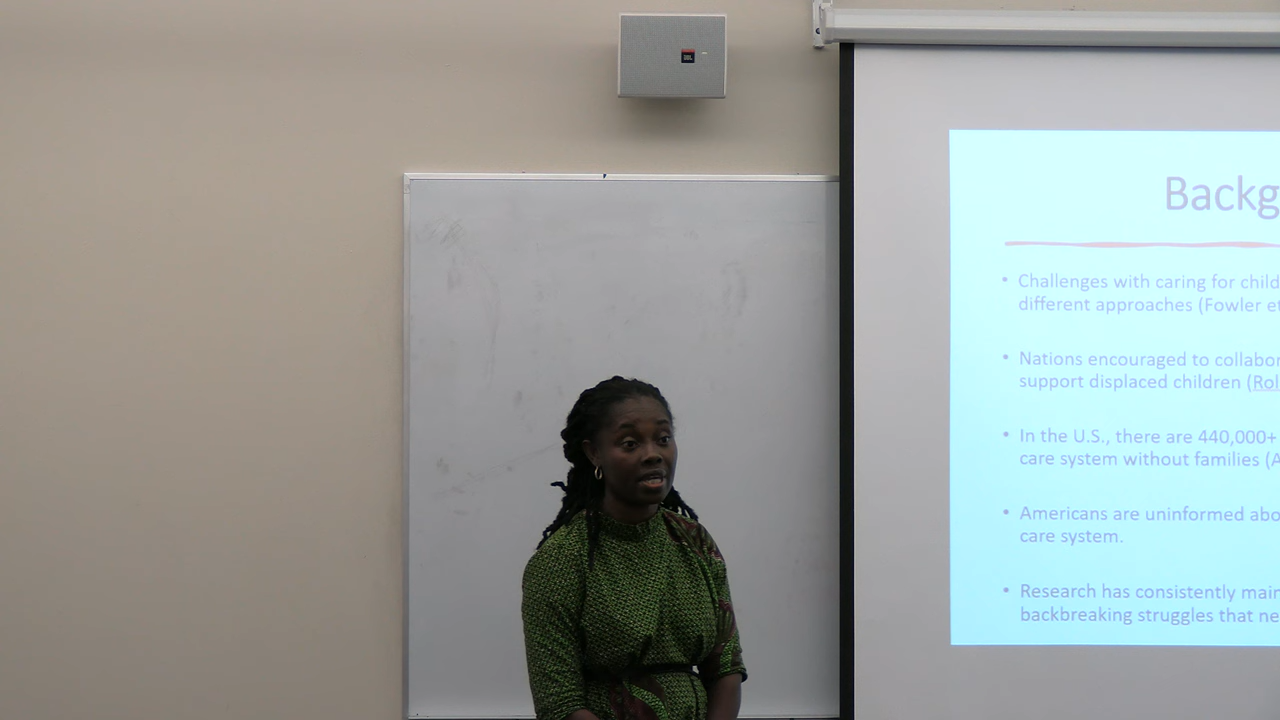 JBL
Backg
• Challenges with caring for child
different approaches (Fowler et
• Nations encouraged to collabor
support displaced children (Rol
• In the U.S., there are 440,000+
care system without families (A
• Americans are uninformed abo
care system.
• Research has consistently main
backbreaking struggles that ne